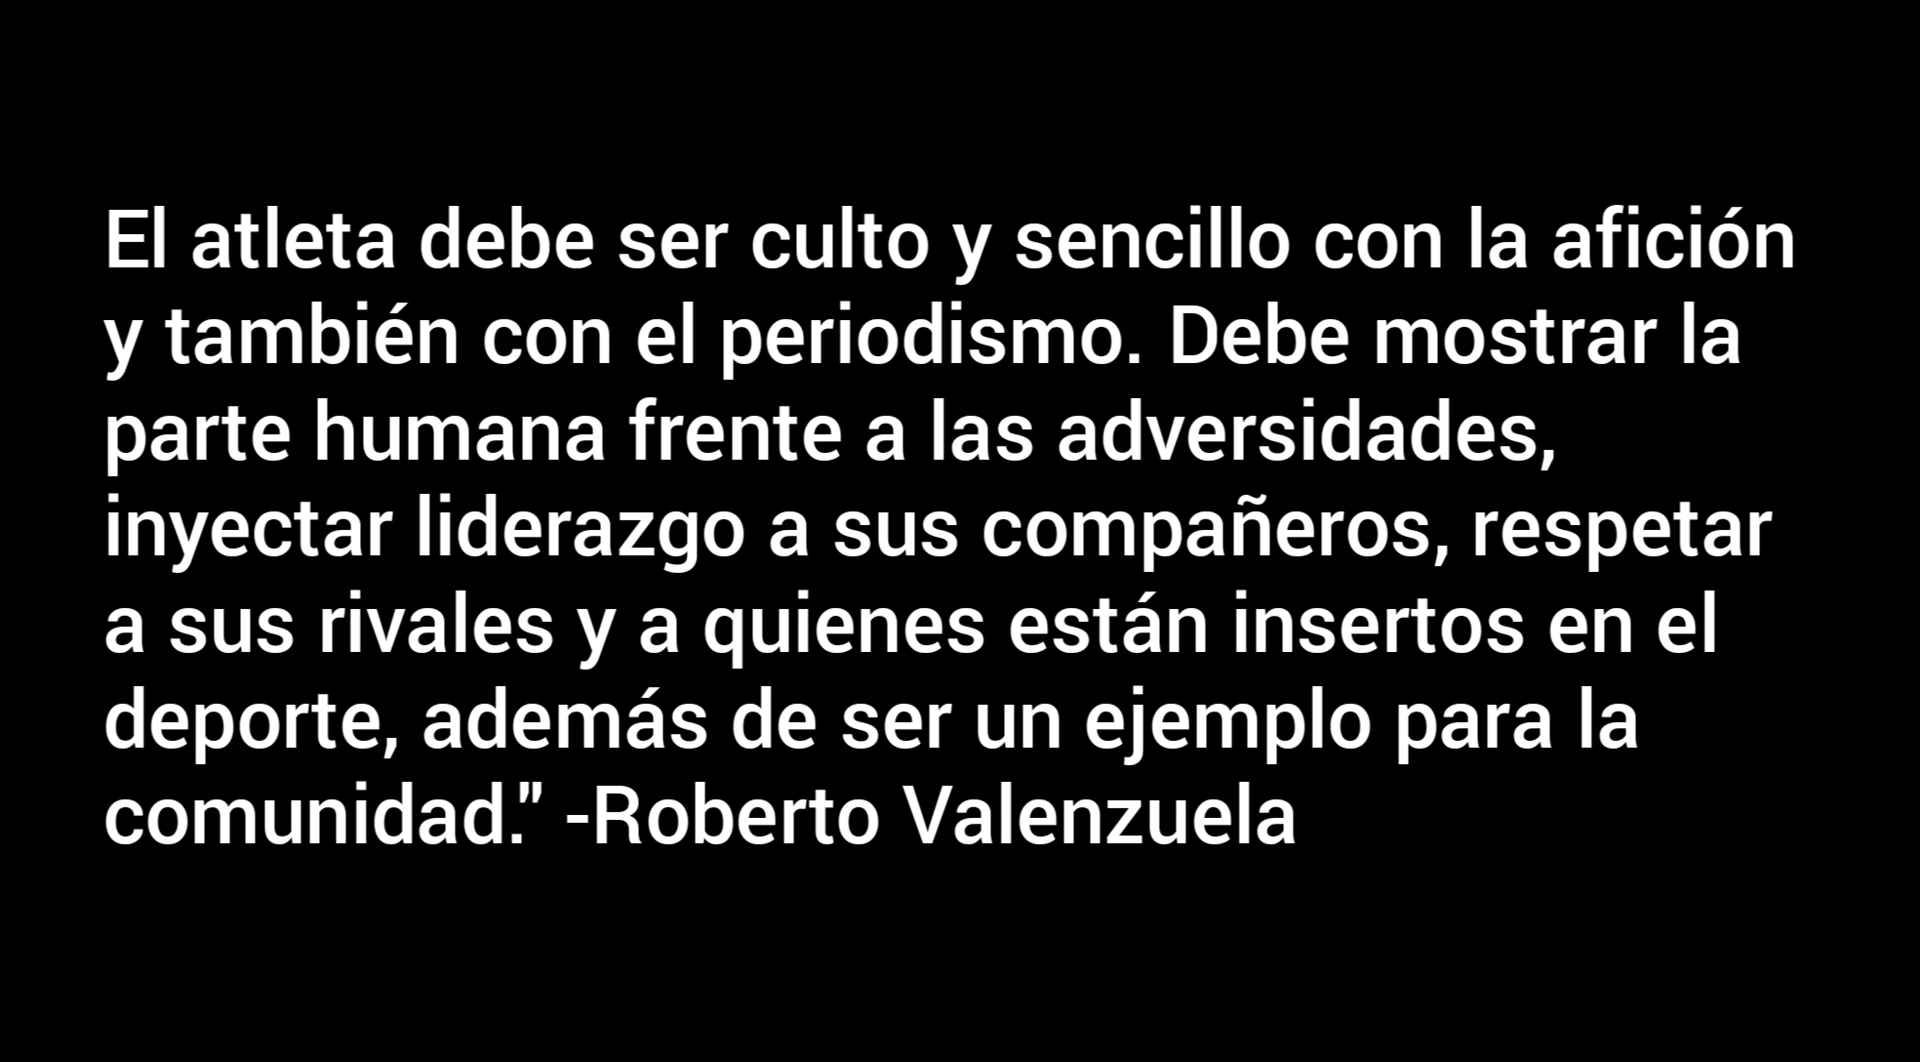 El atleta debe ser culto y sencillo con la afición
y también con el periodismo. Debe mostrar la
parte humana frente a las adversidades,
inyectar liderazgo a sus compañeros, respetar
a sus rivales y a quienes están insertos en el
deporte, además de ser un ejemplo para la
comunidad." -Roberto Valenzuela